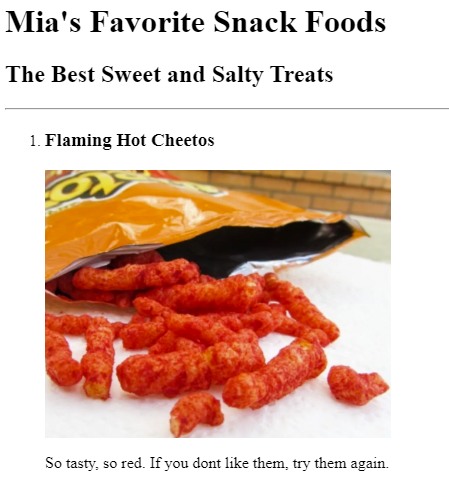 Mia's Favorite Snack Foods
The Best Sweet and Salty Treats
1. Flaming Hot Cheetos
So tasty, so red. If you dont like them, try them again.